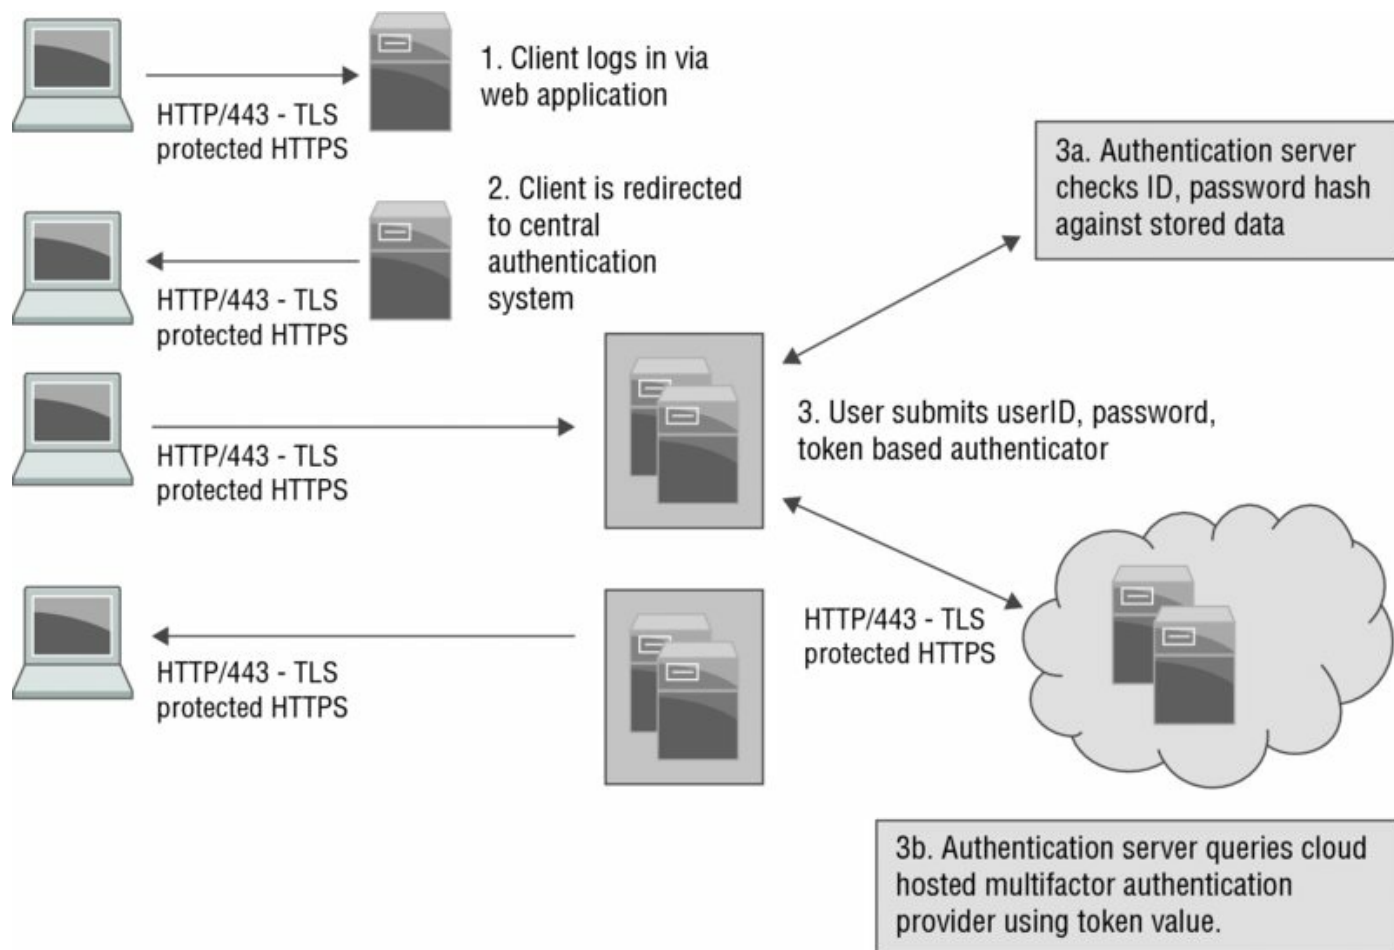 1. Client logs in via
web application
HTTP/443 - TLS
protected HTTPS
3a. Authentication server
checks ID, password hash
against stored data
2. Client is redirected
to central
authentication
system
HTTP/443 - TLS
protected HTTPS
3. User submits userID, password,
token based authenticator
HTTP/443 - TLS
protected HTTPS
HTTP/443 - TLS
protected HTTPS
HTTP/443 - TLS
protected HTTPS
3b. Authentication server queries cloud
hosted multifactor authentication
provider using token value.